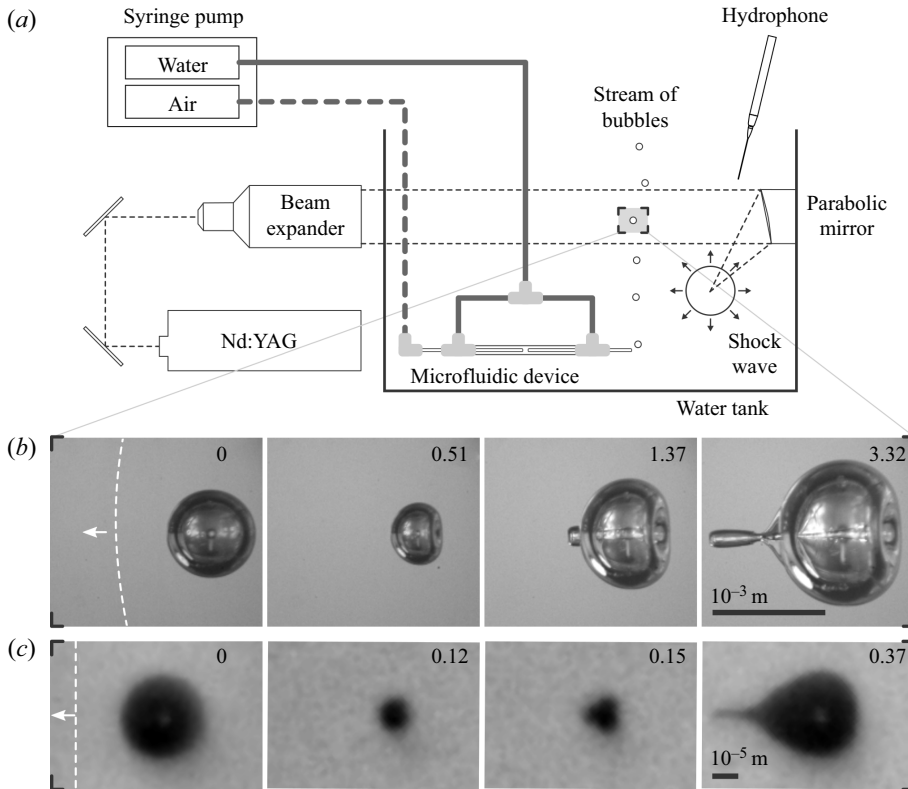 (a)
Syringe pump
Water
Air
Hydrophone
Stream of
bubbles
Beam
expander
Parabolic
mirror
Nd:YAG
Shock
wave
Microfluidic device
Water tank
(b)
0
0.51
1.37
3.32
10⁻³ m
(c)
0
0.12
0.15
0.37
10⁻⁵ m